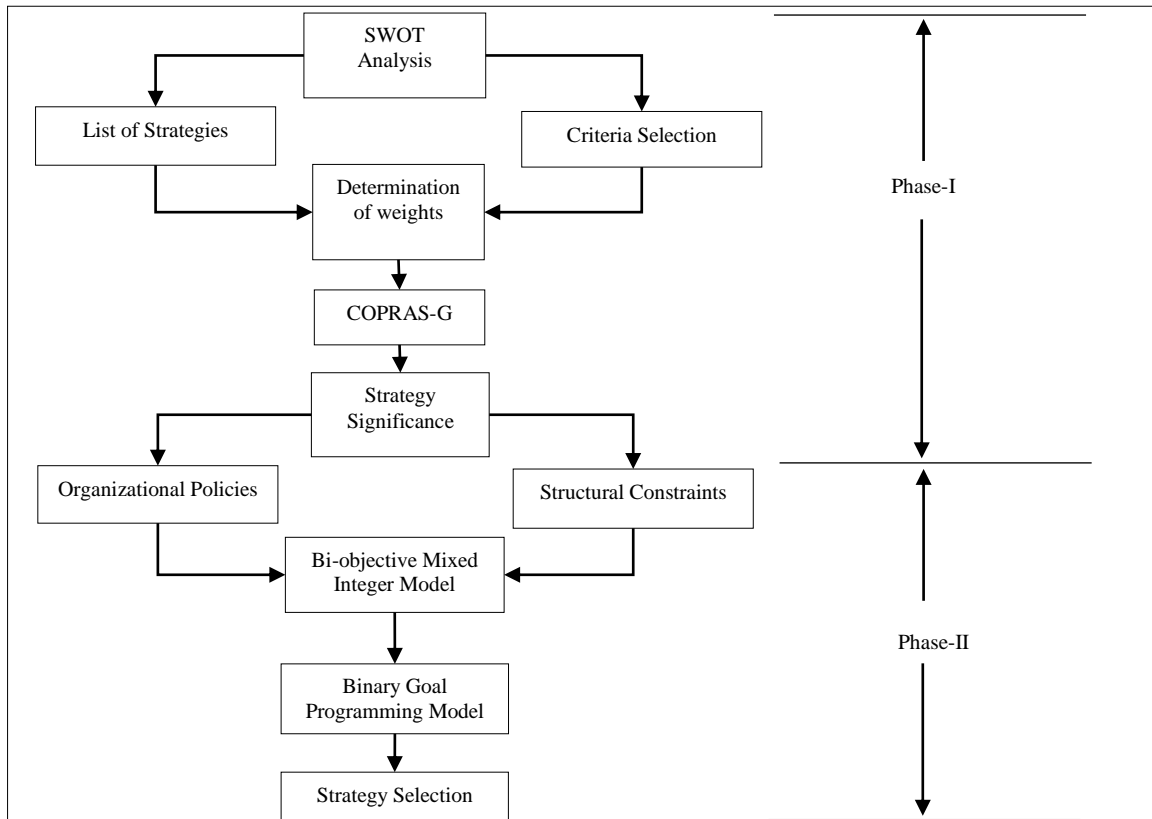 SWOT
Analysis
List of Strategies
Criteria Selection
Determination
of weights
Phase-I
COPRAS-G
Strategy
Significance
Organizational Policies
Structural Constraints
Bi-objective Mixed
Integer Model
Phase-II
Binary Goal
Programming Model
Strategy Selection